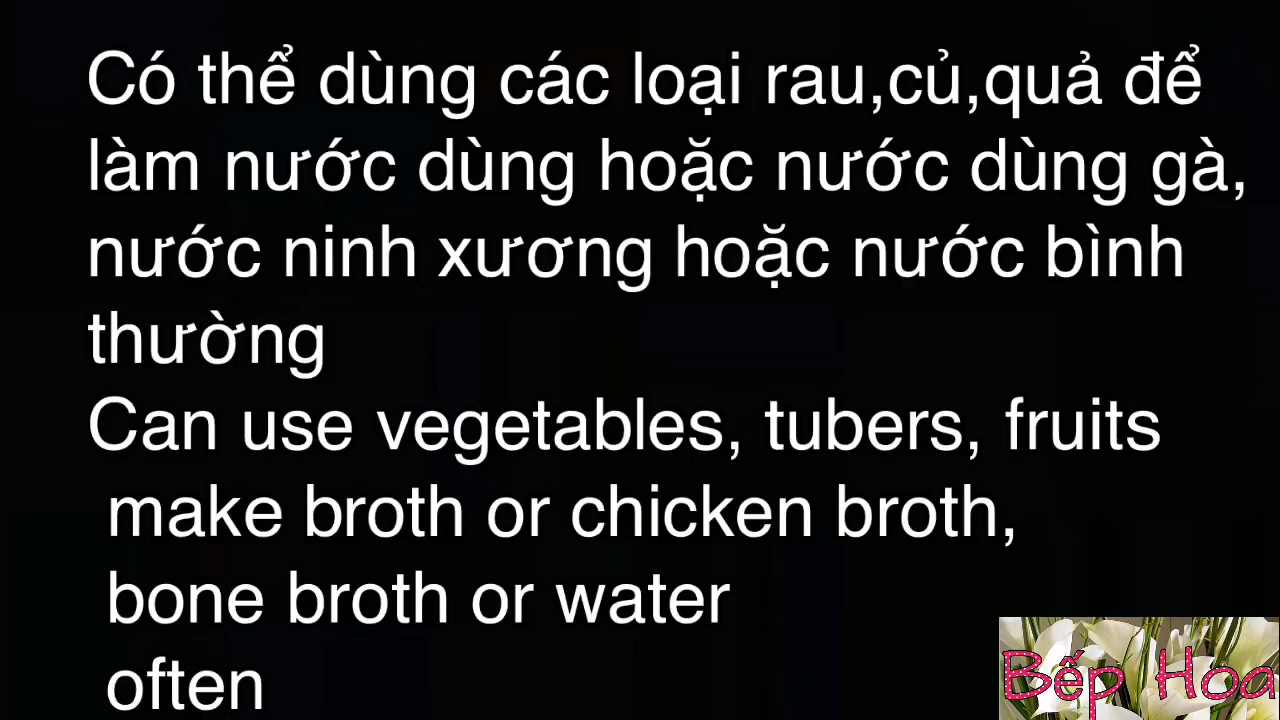 Có thể dùng các loại rau,củ,quả để
làm nước dùng hoặc nước dùng gà,
nước ninh xương hoặc nước bình
thường
Can use vegetables, tubers, fruits
make broth or chicken broth,
bone broth or water
often
Bếp Hoa